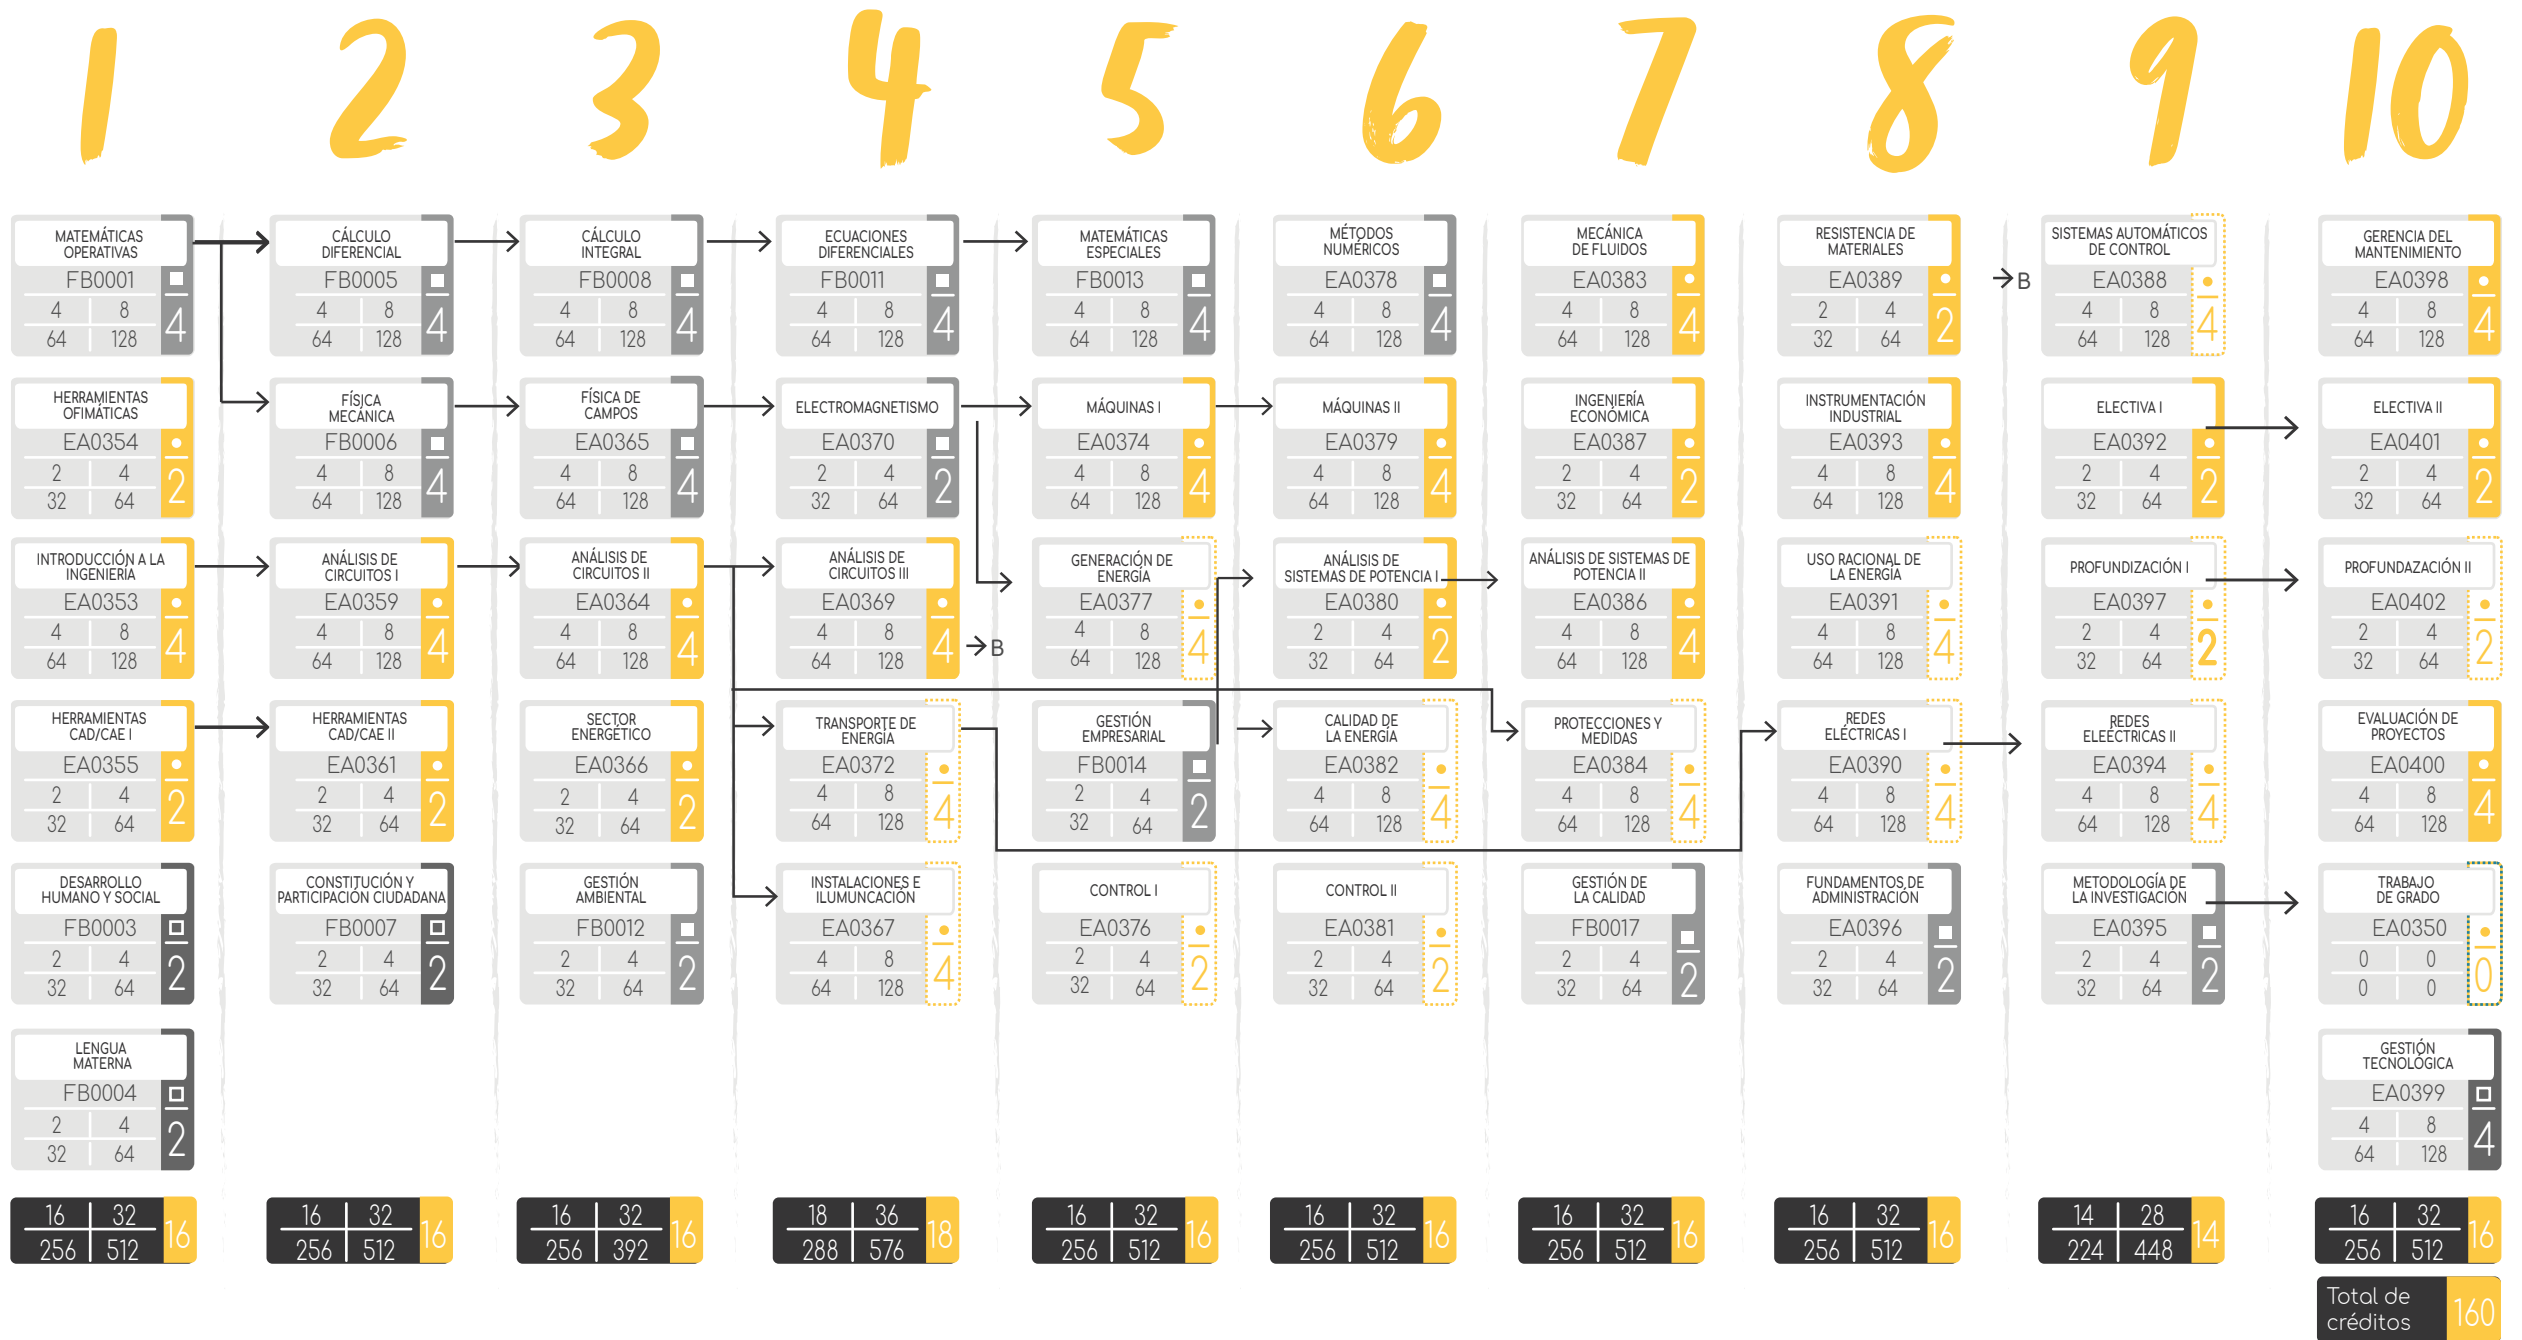 1
2
3
4
5
6
7
8
9
10
MATEMÁTICAS
OPERATIVAS
FB0001
4 8
64 128
4
HERRAMIENTAS
OFIMÁTICAS
EA0354
2 4
32 64
2
INTRODUCCIÓN A LA
INGENIERÍA
EA0353
4 8
64 128
4
HERRAMIENTAS
CAD/CAE I
EA0355
2 4
32 64
2
DESARROLLO
HUMANO Y SOCIAL
FB0003
2 4
32 64
2
LENGUA
MATERNA
FB0004
2 4
32 64
2
16 32
256 512
16
CÁLCULO
DIFERENCIAL
FB0005
4 8
64 128
4
FÍSICA
MECÁNICA
FB0006
4 8
64 128
4
ANÁLISIS DE
CIRCUITOS I
EA0359
4 8
64 128
4
HERRAMIENTAS
CAD/CAE II
EA0361
2 4
32 64
2
CONSTITUCIÓN Y
PARTICIPACIÓN CIUDADANA
FB0007
2 4
32 64
2
16 32
256 512
16
CÁLCULO
INTEGRAL
FB0008
4 8
64 128
4
FÍSICA DE
CAMPOS
EA0365
4 8
64 128
4
ANÁLISIS DE
CIRCUITOS II
EA0364
4 8
64 128
4
SECTOR
ENERGÉTICO
EA0366
2 4
32 64
2
GESTIÓN
AMBIENTAL
FB0012
2 4
32 64
2
16 32
256 392
16
ECUACIONES
DIFERENCIALES
FB0011
4 8
64 128
4
ELECTROMAGNETISMO
EA0370
2 4
32 64
2
ANÁLISIS DE
CIRCUITOS III
EA0369
4 8
64 128
4
B
TRANSPORTE DE
ENERGÍA
EA0372
4 8
64 128
4
INSTALACIONES E
ILUMUNCACIÓN
EA0367
4 8
64 128
4
18 36
288 576
18
MATEMÁTICAS
ESPECIALES
FB0013
4 8
64 128
4
MÁQUINAS I
EA0374
4 8
64 128
4
GENERACIÓN DE
ENERGÍA
EA0377
4 8
64 128
4
GESTIÓN
EMPRESARIAL
FB0014
2 4
32 64
2
CONTROL I
EA0376
2 4
32 64
2
16 32
256 512
16
MÉTODOS
NUMÉRICOS
EA0378
4 8
64 128
4
MÁQUINAS II
EA0379
4 8
64 128
4
ANÁLISIS DE
SISTEMAS DE POTENCIA I
EA0380
2 4
32 64
2
CALIDAD DE
LA ENERGÍA
EA0382
4 8
64 128
4
CONTROL II
EA0381
2 4
32 64
2
16 32
256 512
16
MECÁNICA
DE FLUIDOS
EA0383
4 8
64 128
4
INGENIERÍA
ECONÓMICA
EA0387
2 4
32 64
2
ANÁLISIS DE SISTEMAS DE
POTENCIA II
EA0386
4 8
64 128
4
PROTECCIONES Y
MEDIDAS
EA0384
4 8
64 128
4
GESTIÓN DE
LA CALIDAD
FB0017
2 4
32 64
2
16 32
256 512
16
RESISTENCIA DE
MATERIALES
EA0389
2 4
32 64
2
INSTRUMENTACIÓN
INDUSTRIAL
EA0393
4 8
64 128
4
USO RACIONAL DE
LA ENERGÍA
EA0391
4 8
64 128
4
REDES
ELÉCTRICAS I
EA0390
4 8
64 128
4
FUNDAMENTOS DE
ADMINISTRACIÓN
EA0396
2 4
32 64
2
16 32
256 512
16
B
SISTEMAS AUTOMÁTICOS
DE CONTROL
EA0388
4 8
64 128
4
ELECTIVA I
EA0392
2 4
32 64
2
PROFUNDIZACIÓN I
EA0397
2 4
32 64
2
REDES
ELEÉCTRICAS II
EA0394
4 8
64 128
4
METODOLOGÍA DE
LA INVESTIGACIÓN
EA0395
2 4
32 64
2
14 28
224 448
14
GERENCIA DEL
MANTENIMIENTO
EA0398
4 8
64 128
4
ELECTIVA II
EA0401
2 4
32 64
2
PROFUNDAZACIÓN II
EA0402
2 4
32 64
2
EVALUACIÓN DE
PROYECTOS
EA0400
4 8
64 128
4
TRABAJO
DE GRADO
EA0350
0 0
0 0
0
GESTIÓN
TECNOLÓGICA
EA0399
4 8
64 128
4
16 32
256 512
16
Total de
créditos
160